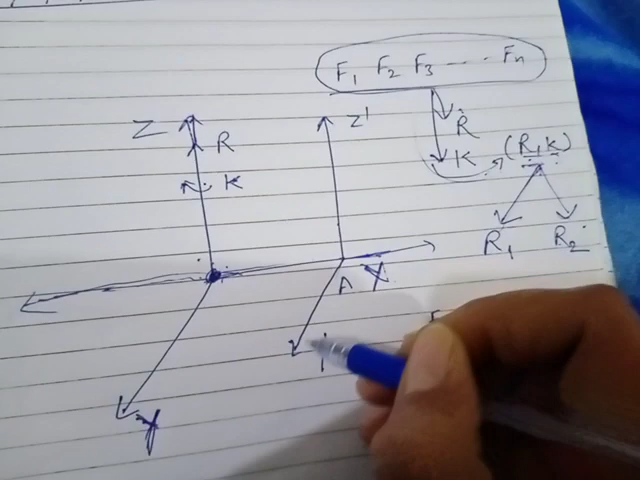 F1 F2 F3 --- Fn
Z R Z' R
K K (R, K)
R1 R2
A X
Y